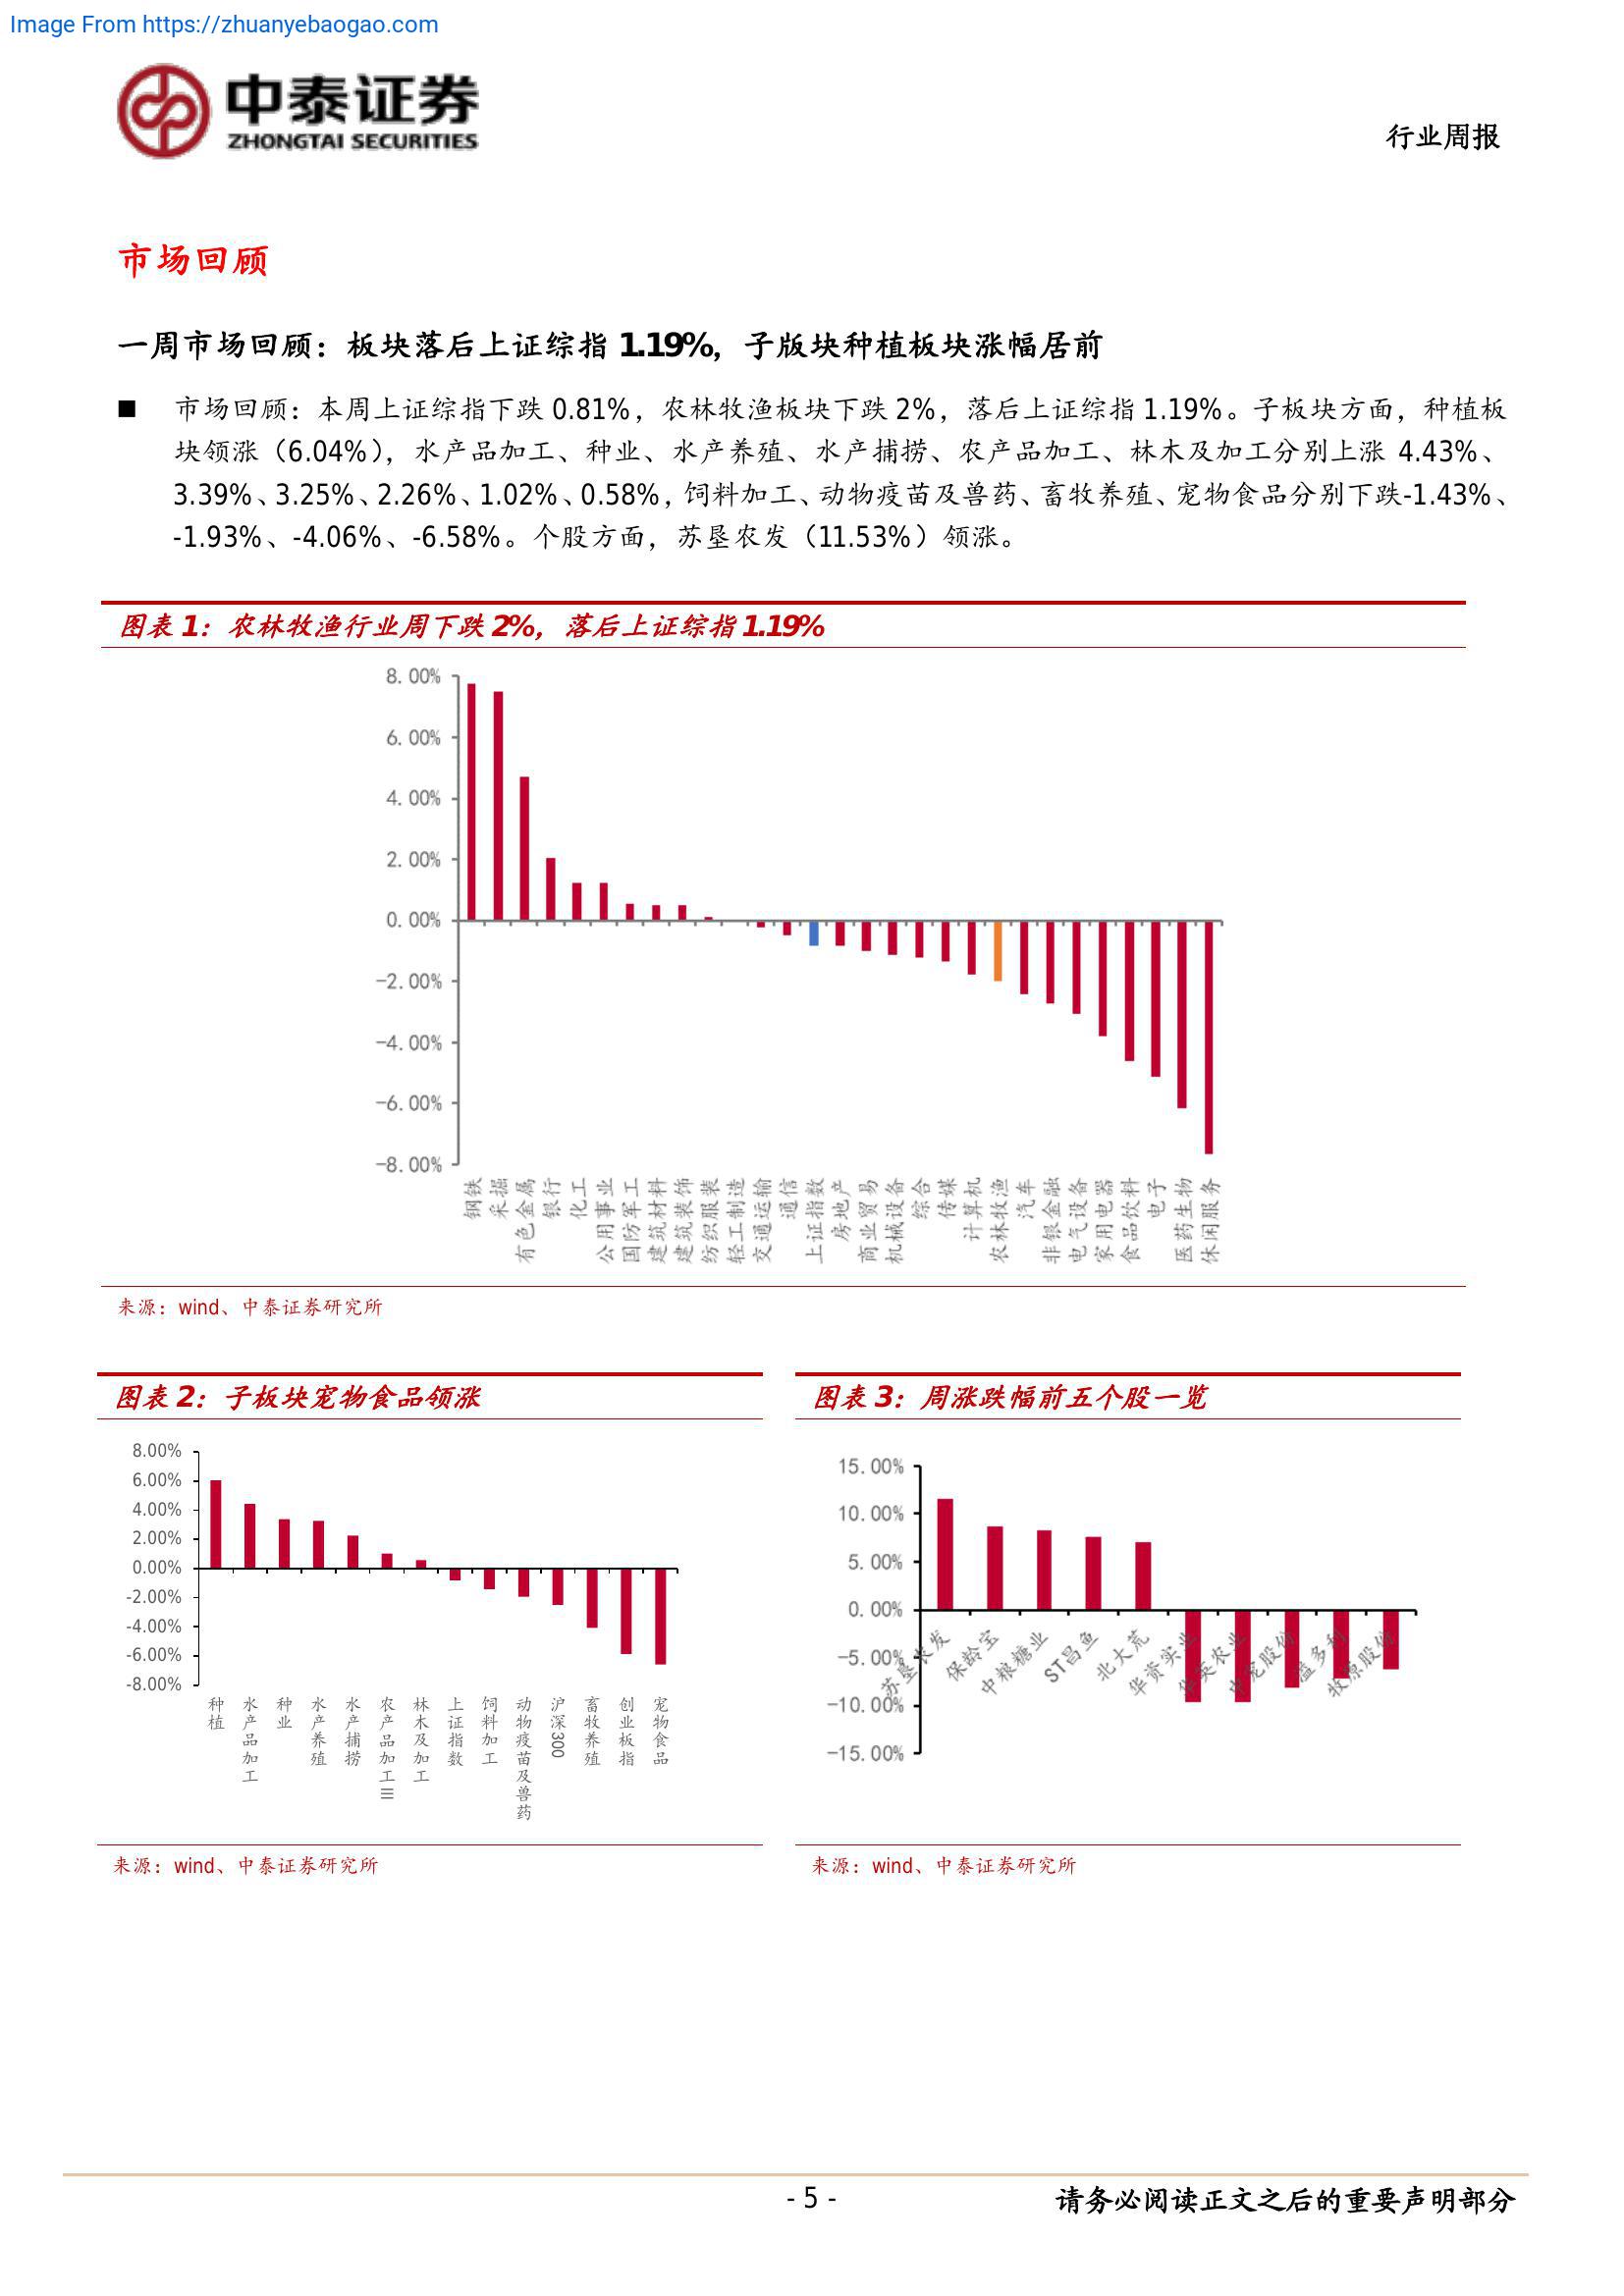 Image From https://zhuanyebaogao.com
中泰证券
ZHONGTAI SECURITIES
行业周报
市场回顾
一周市场回顾：板块落后上证综指 1.19%，子版块种植板块涨幅居前
■ 市场回顾：本周上证综指下跌 0.81%，农林牧渔板块下跌 2%，落后上证综指 1.19%。子板块方面，种植板
块领涨（6.04%），水产品加工、种业、水产养殖、水产捕捞、农产品加工、林木及加工分别上涨 4.43%、
3.39%、3.25%、2.26%、1.02%、0.58%，饲料加工、动物疫苗及兽药、畜牧养殖、宠物食品分别下跌-1.43%、
-1.93%、-4.06%、-6.58%。个股方面，苏垦农发（11.53%）领涨。
图表 1：农林牧渔行业周下跌 2%，落后上证综指 1.19%
8.00%
6.00%
4.00%
2.00%
0.00%
-2.00%
-4.00%
-6.00%
-8.00%
钢铁
采掘
有色金属
银行
化工
公用事业
国防军工
建筑材料
建筑装饰
纺织服装
轻工制造
交通运输
通信
上证指数
房地产
商业贸易
机械设备
综合
传媒
计算机
农林牧渔
汽车
非银金融
电气设备
家用电器
食品饮料
电子
医药生物
休闲服务
来源：wind、中泰证券研究所
图表 2：子板块宠物食品领涨
8.00%
6.00%
4.00%
2.00%
0.00%
-2.00%
-4.00%
-6.00%
-8.00%
种植
水产品加工
种业
水产养殖
水产捕捞
农产品加工Ⅲ
林木及加工
上证指数
饲料加工
动物疫苗及兽药
沪深300
畜牧养殖
创业板指
宠物食品
来源：wind、中泰证券研究所
图表 3：周涨跌幅前五个股一览
15.00%
10.00%
5.00%
0.00%
-5.00%
-10.00%
-15.00%
苏垦农发
保龄宝
中粮糖业
ST昌鱼
北大荒
华资实业
华英农业
中宠股份
溢多利
牧原股份
来源：wind、中泰证券研究所
- 5 -
请务必阅读正文之后的重要声明部分